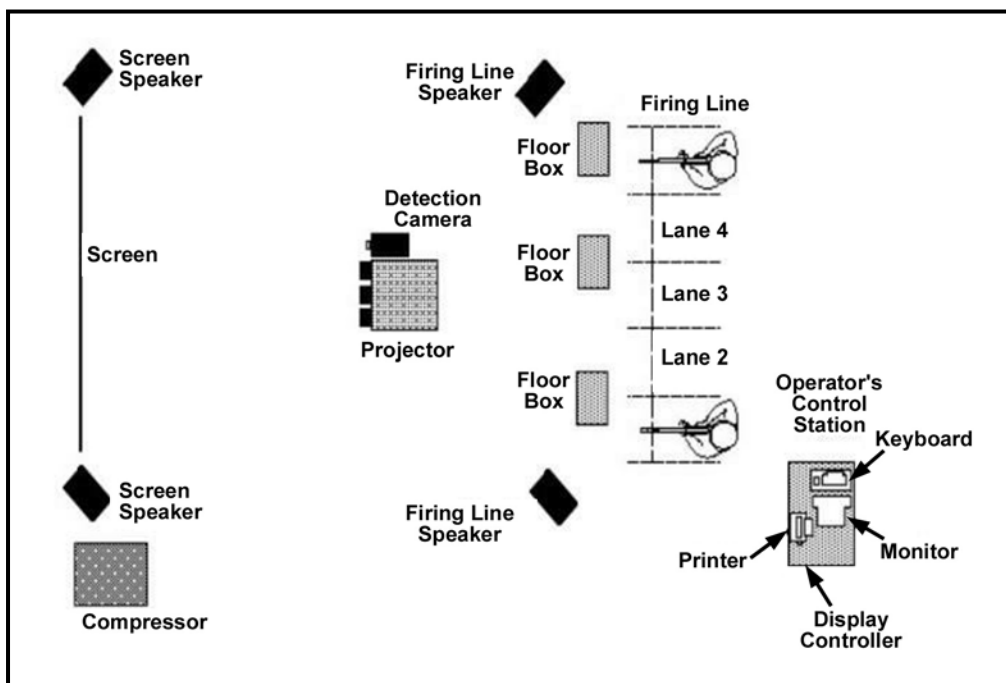 Screen
Speaker
Firing Line
Speaker
Firing Line
Floor
Box
Detection
Camera
Lane 4
Screen
Floor
Box
Lane 3
Projector
Lane 2
Floor
Box
Operator's
Control
Station
Keyboard
Screen
Speaker
Firing Line
Speaker
Printer
Monitor
Compressor
Display
Controller